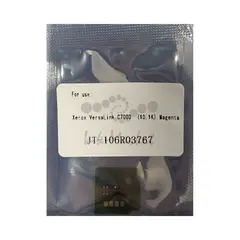 For use:
Xerox VersaLink C7000 (10.1K) Magenta
JT 106R03767